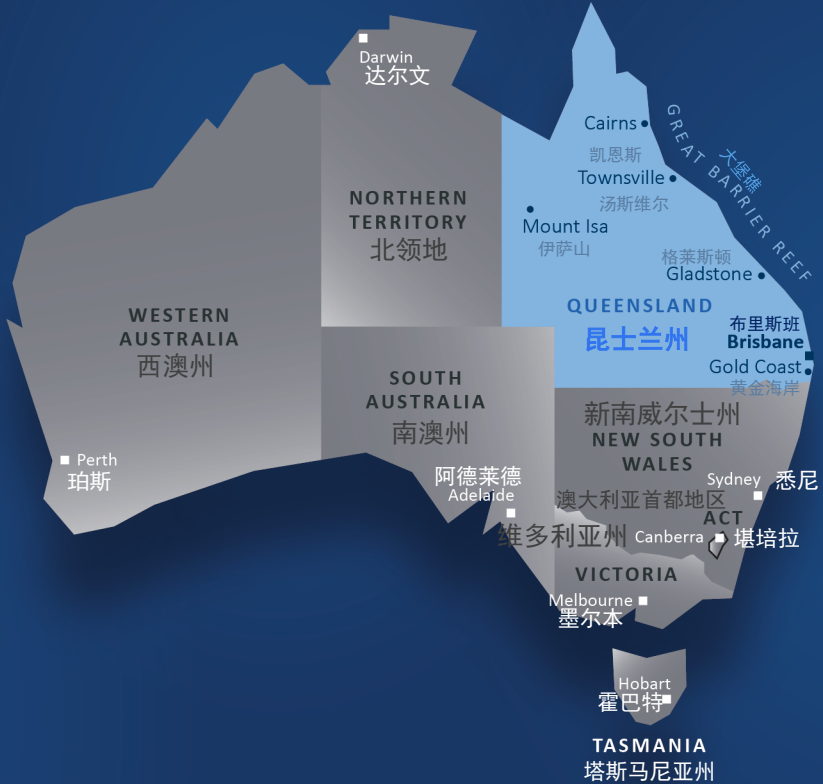 Darwin
达尔文
Cairns
凯恩斯
GREAT BARRIER REEF
大堡礁
Townsville
汤斯维尔
NORTHERN
TERRITORY
北领地
Mount Isa
伊萨山
格莱斯顿
Gladstone
WESTERN
AUSTRALIA
西澳州
QUEENSLAND
昆士兰州
布里斯班
Brisbane
Gold Coast
黄金海岸
SOUTH
AUSTRALIA
南澳州
新南威尔士州
NEW SOUTH
WALES
Perth
珀斯
阿德莱德
Adelaide
Sydney
悉尼
澳大利亚首都地区
ACT
Canberra
堪培拉
维多利亚州
VICTORIA
Melbourne
墨尔本
Hobart
霍巴特
TASMANIA
塔斯马尼亚州